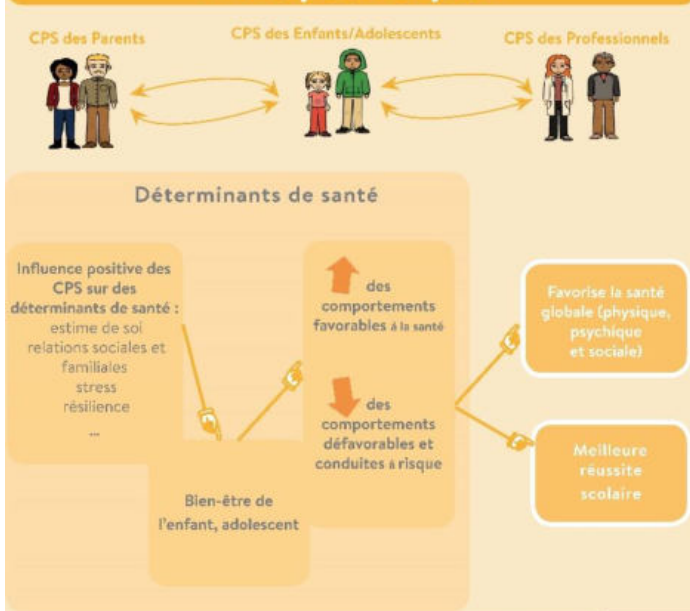 CPS des Parents
CPS des Enfants/Adolescents
CPS des Professionnels
Déterminants de santé
Influence positive des
CPS sur des
déterminants de santé :
estime de soi
relations sociales et
familiales
stress
résilience
...
Bien-être de
l'enfant, adolescent
des
comportements
favorables à la santé
des
comportements
défavorables et
conduites à risque
Favorise la santé
globale (physique,
psychique
et sociale)
Meilleure
réussite
scolaire